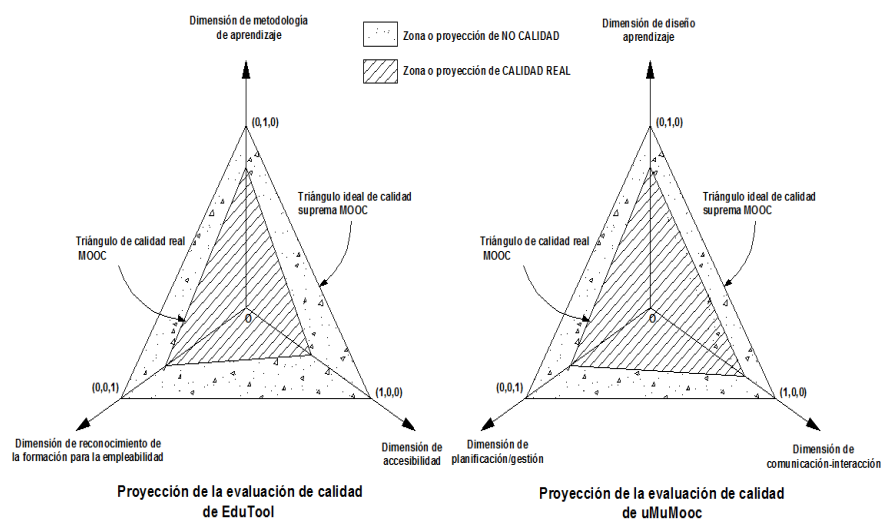 Dimensión de metodología
de aprendizaje
Zona o proyección de NO CALIDAD
Zona o proyección de CALIDAD REAL
(0,1,0)
Triángulo ideal de calidad
suprema MOOC
Triángulo de calidad real
MOOC
O
(0,0,1)
(1,0,0)
Dimensión de reconocimiento de
la formación para la empleabilidad
Dimensión de
accesibilidad
Proyección de la evaluación de calidad
de EduTool
Dimensión de diseño
aprendizaje
(0,1,0)
Triángulo ideal de calidad
suprema MOOC
Triángulo de calidad real
MOOC
O
(0,0,1)
(1,0,0)
Dimensión de
planificación/gestión
Dimensión de
comunicación-interacción
Proyección de la evaluación de calidad
de uMuMooc